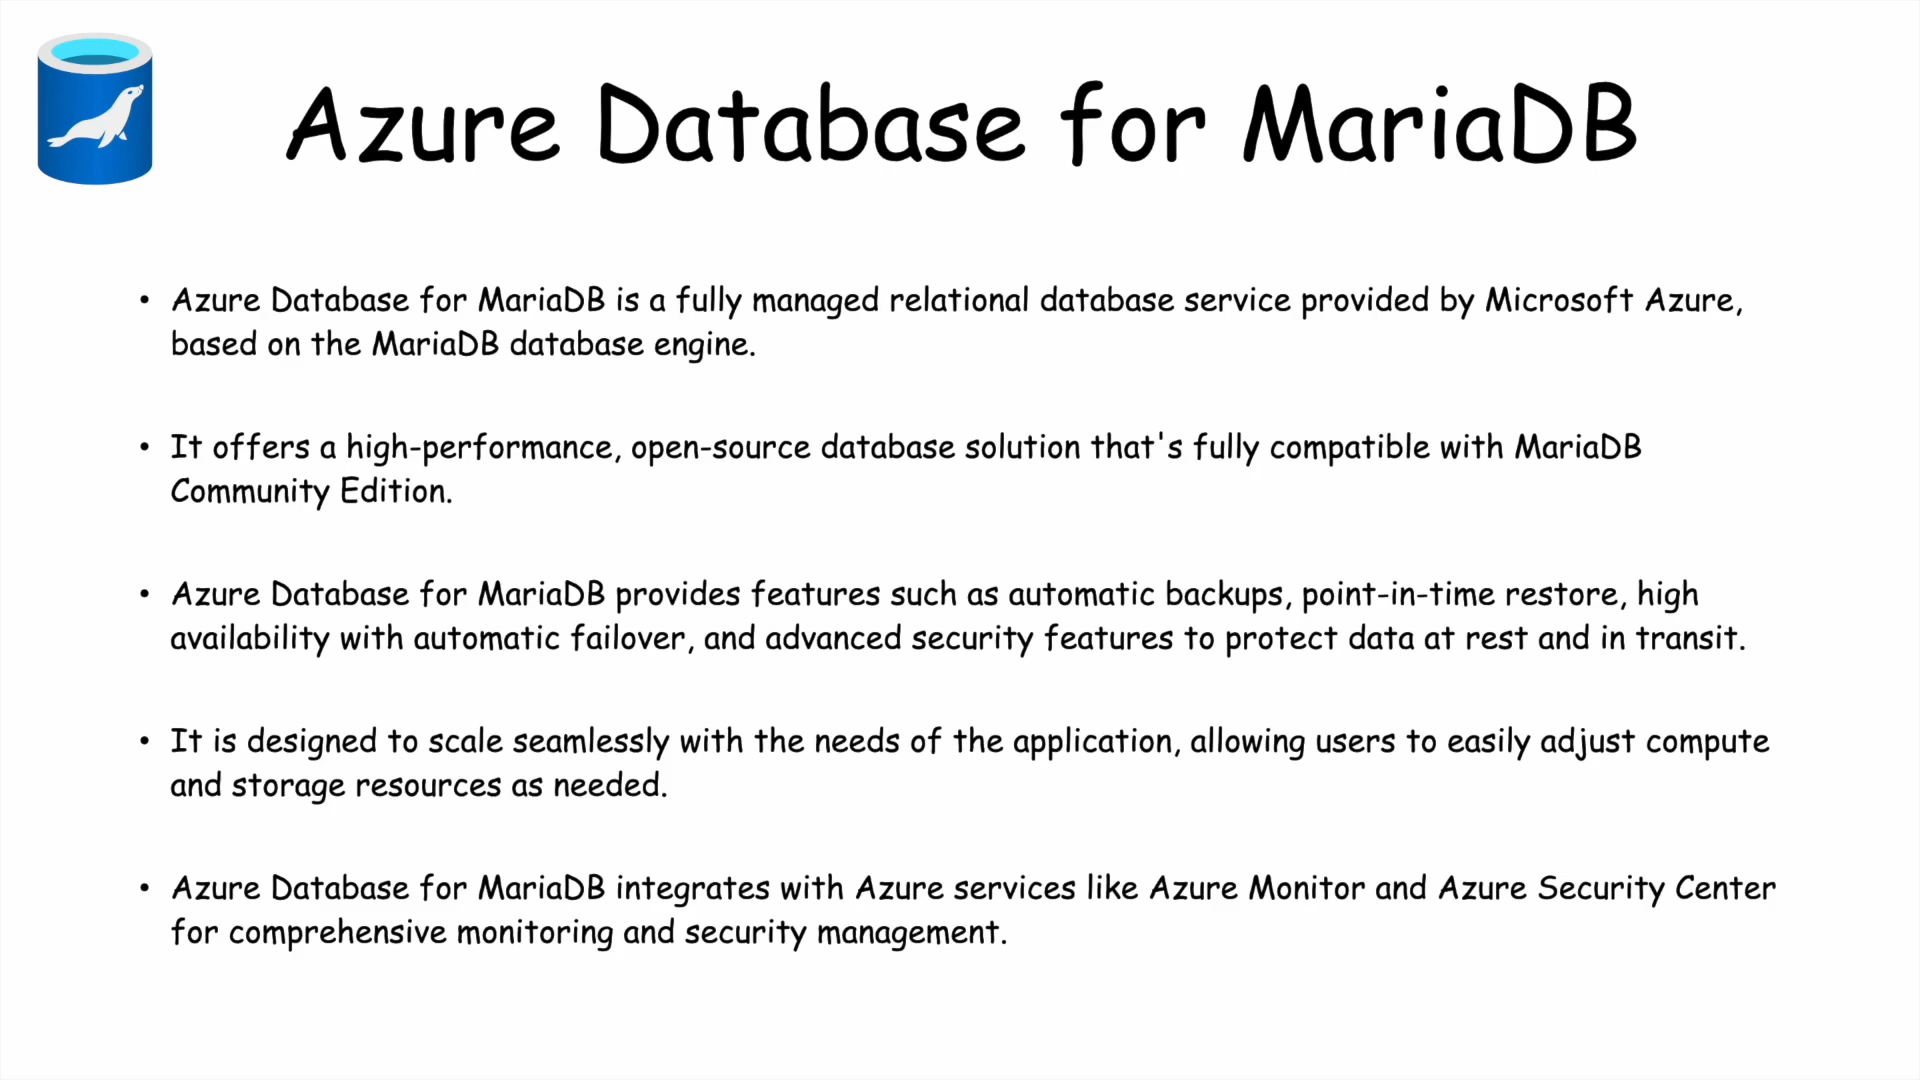 Azure Database for MariaDB
• Azure Database for MariaDB is a fully managed relational database service provided by Microsoft Azure,
based on the MariaDB database engine.
• It offers a high-performance, open-source database solution that's fully compatible with MariaDB
Community Edition.
• Azure Database for MariaDB provides features such as automatic backups, point-in-time restore, high
availability with automatic failover, and advanced security features to protect data at rest and in transit.
• It is designed to scale seamlessly with the needs of the application, allowing users to easily adjust compute
and storage resources as needed.
• Azure Database for MariaDB integrates with Azure services like Azure Monitor and Azure Security Center
for comprehensive monitoring and security management.